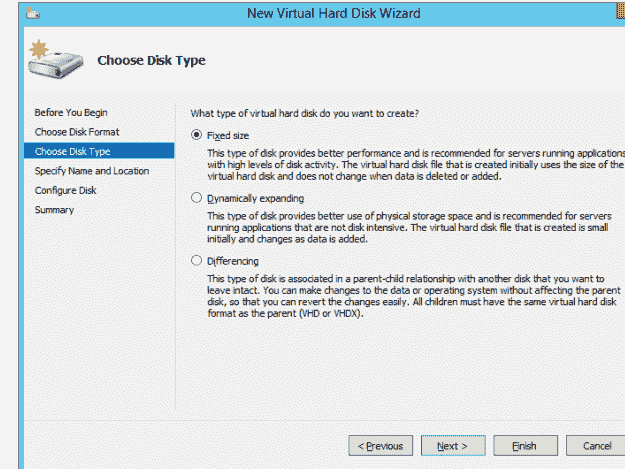 New Virtual Hard Disk Wizard
Choose Disk Type
Before You Begin
Choose Disk Format
Choose Disk Type
Specify Name and Location
Configure Disk
Summary
What type of virtual hard disk do you want to create?
Fixed size
This type of disk provides better performance and is recommended for servers running applications
with high levels of disk activity. The virtual hard disk file that is created initially uses the size of the
virtual hard disk and does not change when data is deleted or added.
Dynamically expanding
This type of disk provides better use of physical storage space and is recommended for servers
running applications that are not disk intensive. The virtual hard disk file that is created is small
initially and changes as data is added.
Differencing
This type of disk is associated in a parent-child relationship with another disk that you want to
leave intact. You can make changes to the data or operating system without affecting the parent
disk, so that you can revert the changes easily. All children must have the same virtual hard disk
format as the parent (VHD or VHDX).
< Previous
Next >
Finish
Cancel